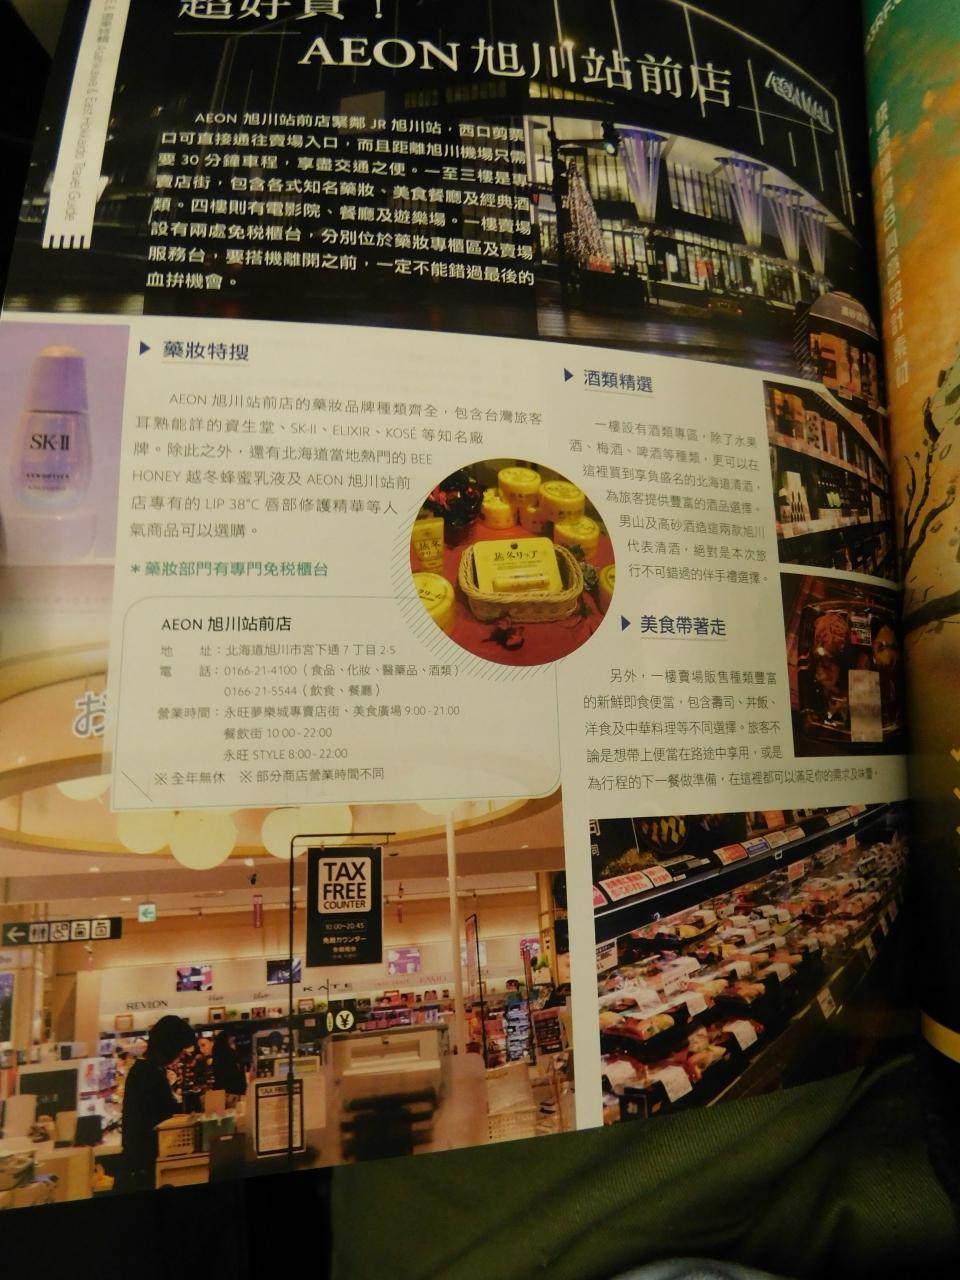 超好買！
AEON 旭川站前店
AEON MALL
& East Hokkaido Travel Guide
AEON 旭川站前店緊鄰 JR 旭川站，西口剪票
口可直接通往賣場入口，而且距離旭川機場只需
要 30 分鐘車程，享盡交通之便。一至三樓是專
賣店街，包含各式知名藥妝、美食餐廳及經典酒
類。四樓則有電影院、餐廳及遊樂場。一樓賣場
設有兩處免稅櫃台，分別位於藥妝專櫃區及賣場
服務台，要搭機離開之前，一定不能錯過最後的
血拚機會。
藥妝特搜
AEON 旭川站前店的藥妝品牌種類齊全，包含台灣旅客
耳熟能詳的資生堂、SK-II、ELIXIR、KOSÉ 等知名廠
牌。除此之外，還有北海道當地熱門的 BEE
HONEY 越冬蜂蜜乳液及 AEON 旭川站前
店專有的 LIP 38°C 唇部修護精華等人
氣商品可以選購。
＊藥妝部門有專門免稅櫃台
SK-II
AEON 旭川站前店
地　　址：北海道旭川市宮下通 7 丁目 2-5
電　　話：0166-21-4100（食品、化妝、醫藥品、酒類）
0166-21-5544（飲食、餐廳）
營業時間：永旺夢樂城專賣店街、美食廣場 9:00 - 21:00
餐飲街 10:00 - 22:00
永旺 STYLE 8:00 - 22:00
※ 全年無休　※ 部分商店營業時間不同
酒類精選
一樓設有酒類專區，除了水果
酒、梅酒、啤酒等種類，更可以在
這裡買到享負盛名的北海道清酒，
為旅客提供豐富的酒品選擇。
男山及高砂酒造這兩款旭川
代表清酒，絕對是本次旅
行不可錯過的伴手禮選擇。
美食帶著走
另外，一樓賣場販售種類豐富
的新鮮即食便當，包含壽司、丼飯、
洋食及中華料理等不同選擇。旅客不
論是想帶上便當在路途中享用，或是
為行程的下一餐做準備，在這裡都可以滿足你的需求及味蕾。
越冬リップ
お
TAX
FREE
COUNTER
10:00~20:45
免税カウンター
REVLON
KATE
TAX FREE
設計素材